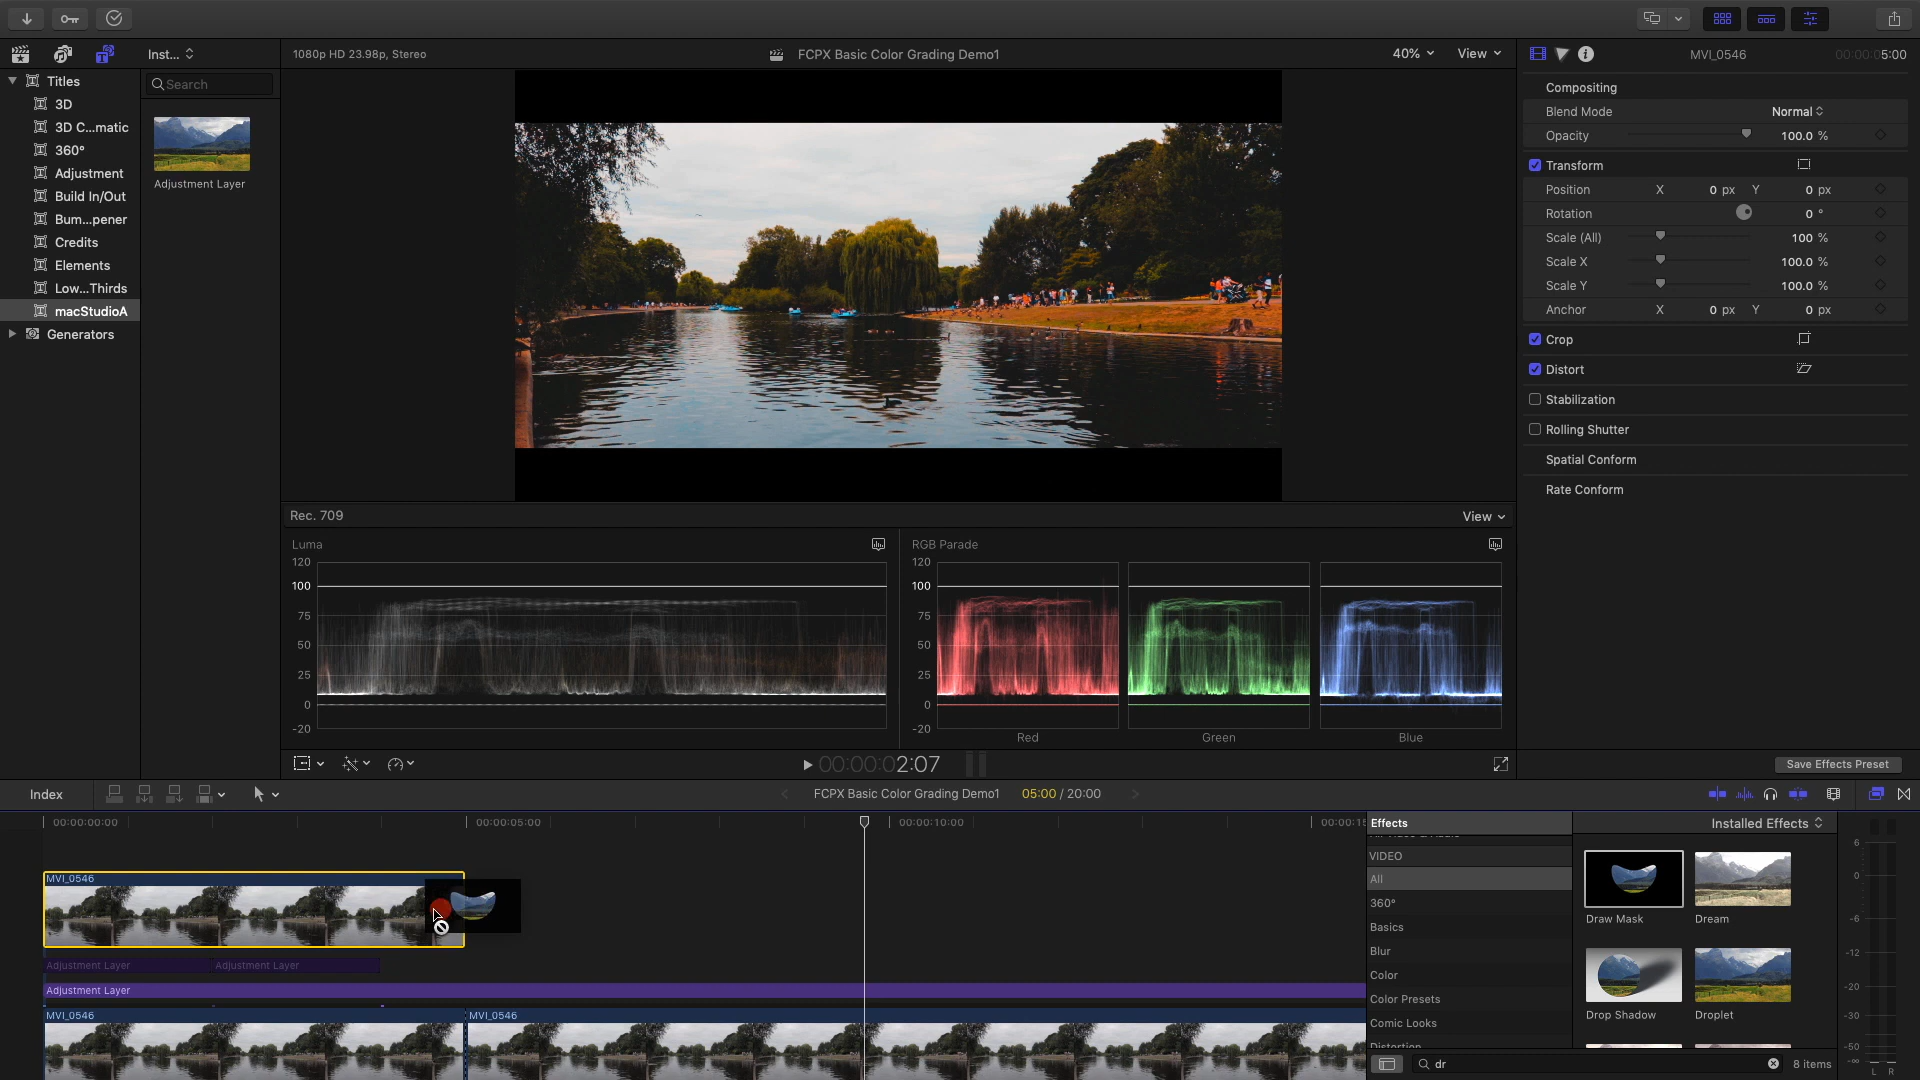 Inst...
1080p HD 23.98p, Stereo
FCPX Basic Color Grading Demo1
40%
View
MVI_0546
00:00:05:00
Titles
3D
3D C...matic
360°
Adjustment
Build In/Out
Bum...pener
Credits
Elements
Low...Thirds
macStudioA
Generators
Search
Adjustment Layer
Compositing
Blend Mode Normal
Opacity 100.0 %
Transform
Position X 0 px Y 0 px
Rotation 0 °
Scale (All) 100 %
Scale X 100.0 %
Scale Y 100.0 %
Anchor X 0 px Y 0 px
Crop
Distort
Stabilization
Rolling Shutter
Spatial Conform
Rate Conform
Save Effects Preset
Rec. 709
View
Luma
120
100
75
50
25
0
-20
RGB Parade
120
100
75
50
25
0
-20
Red
Green
Blue
00:00:02:07
Index
FCPX Basic Color Grading Demo1
05:00 / 20:00
00:00:00:00
00:00:05:00
00:00:10:00
00:00:15
MVI_0546
Adjustment Layer
Adjustment Layer
Adjustment Layer
MVI_0546
MVI_0546
Effects
Installed Effects
VIDEO
All
360°
Basics
Blur
Color
Color Presets
Comic Looks
Distortion
Draw Mask
Dream
Drop Shadow
Droplet
dr
8 items
6
0
-6
-12
-20
-30
-50
-∞
L R